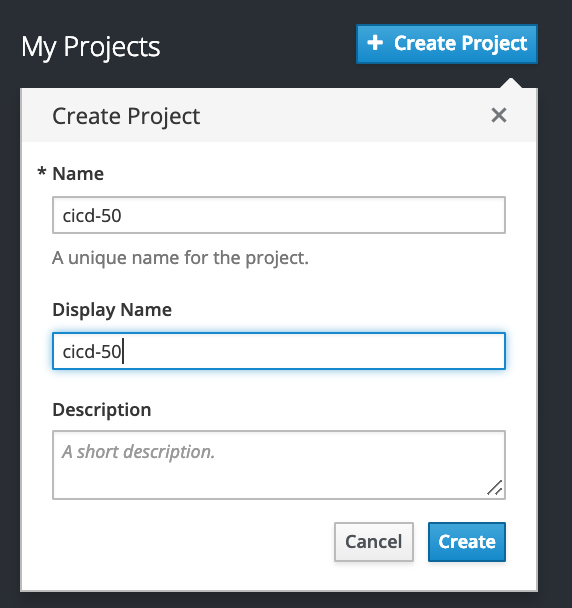 My Projects
+ Create Project
Create Project
* Name
cicd-50
A unique name for the project.
Display Name
cicd-50
Description
A short description.
Cancel
Create